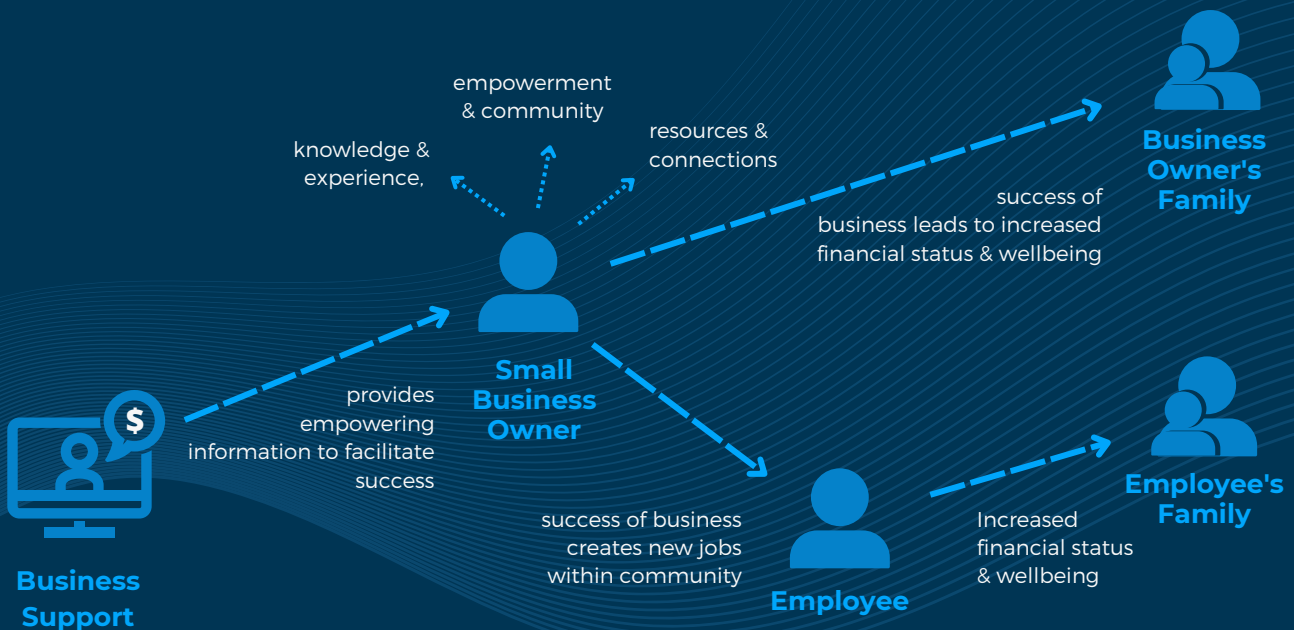 empowerment
& community
knowledge &
experience,
resources &
connections
Business
Owner's
Family
success of
business leads to increased
financial status & wellbeing
Small
Business
Owner
provides
empowering
information to facilitate
success
$
Business
Support
success of business
creates new jobs
within community
Employee
Increased
financial status
& wellbeing
Employee's
Family